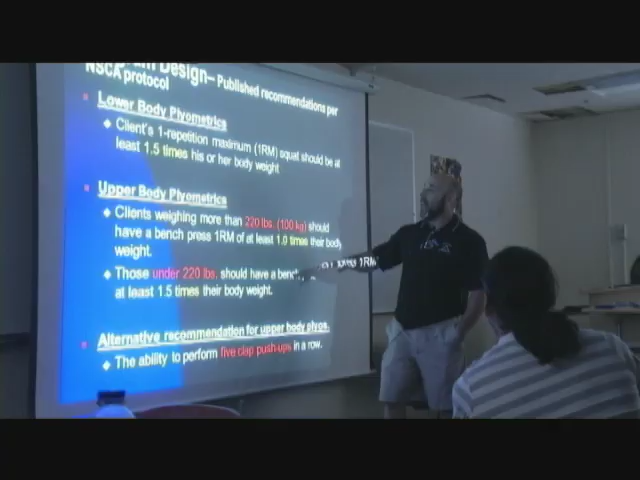 Design– Published recommendations per
NSCA protocol
Lower Body Plyometrics
Client's 1-repetition maximum (1RM) squat should be at
least 1.5 times his or her body weight
Upper Body Plyometrics
Clients weighing more than 220 lbs. (100 kg) should
have a bench press 1RM of at least 1.0 times their body
weight.
Those under 220 lbs. should have a bench 1RM
at least 1.5 times their body weight.
Alternative recommendation for upper body plyos.
The ability to perform five clap push-ups in a row.